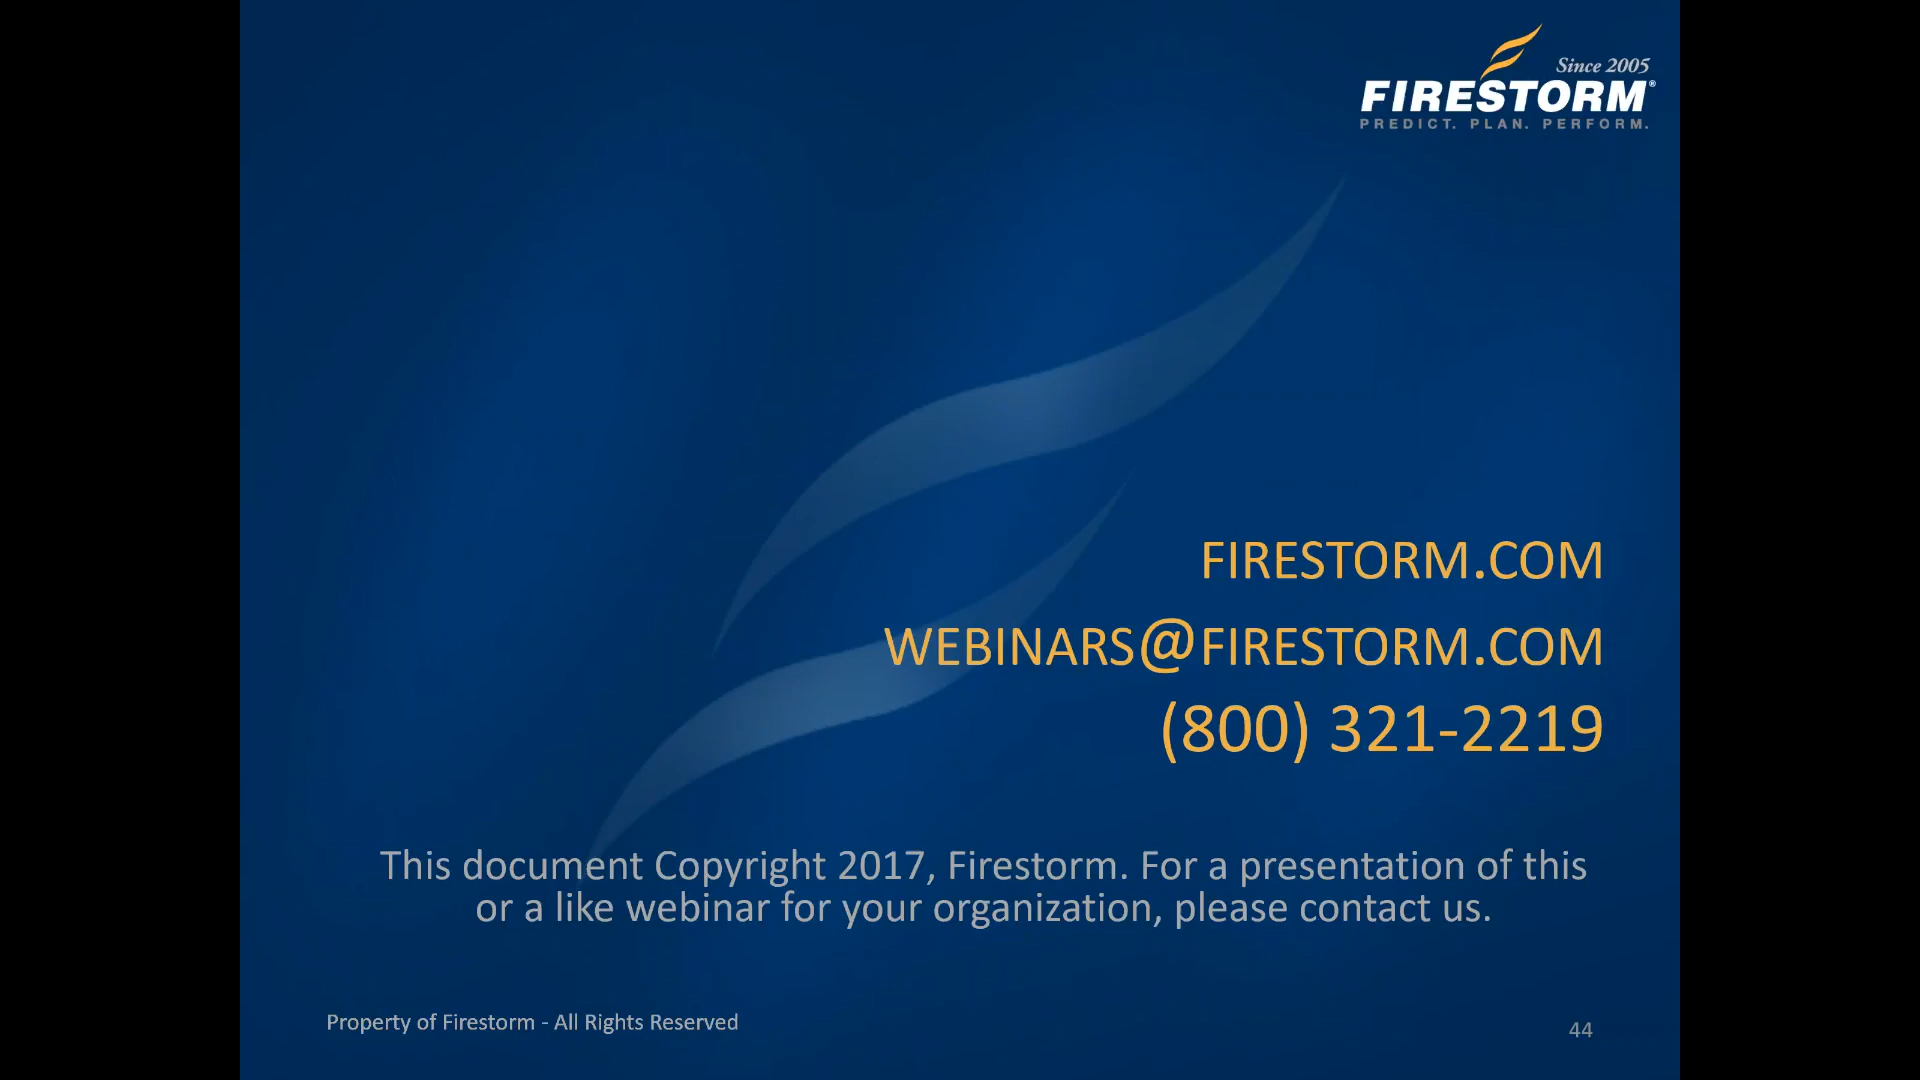 Since 2005
FIRESTORM®
PREDICT. PLAN. PERFORM.
FIRESTORM.COM
WEBINARS@FIRESTORM.COM
(800) 321-2219
This document Copyright 2017, Firestorm. For a presentation of this
or a like webinar for your organization, please contact us.
Property of Firestorm - All Rights Reserved
44